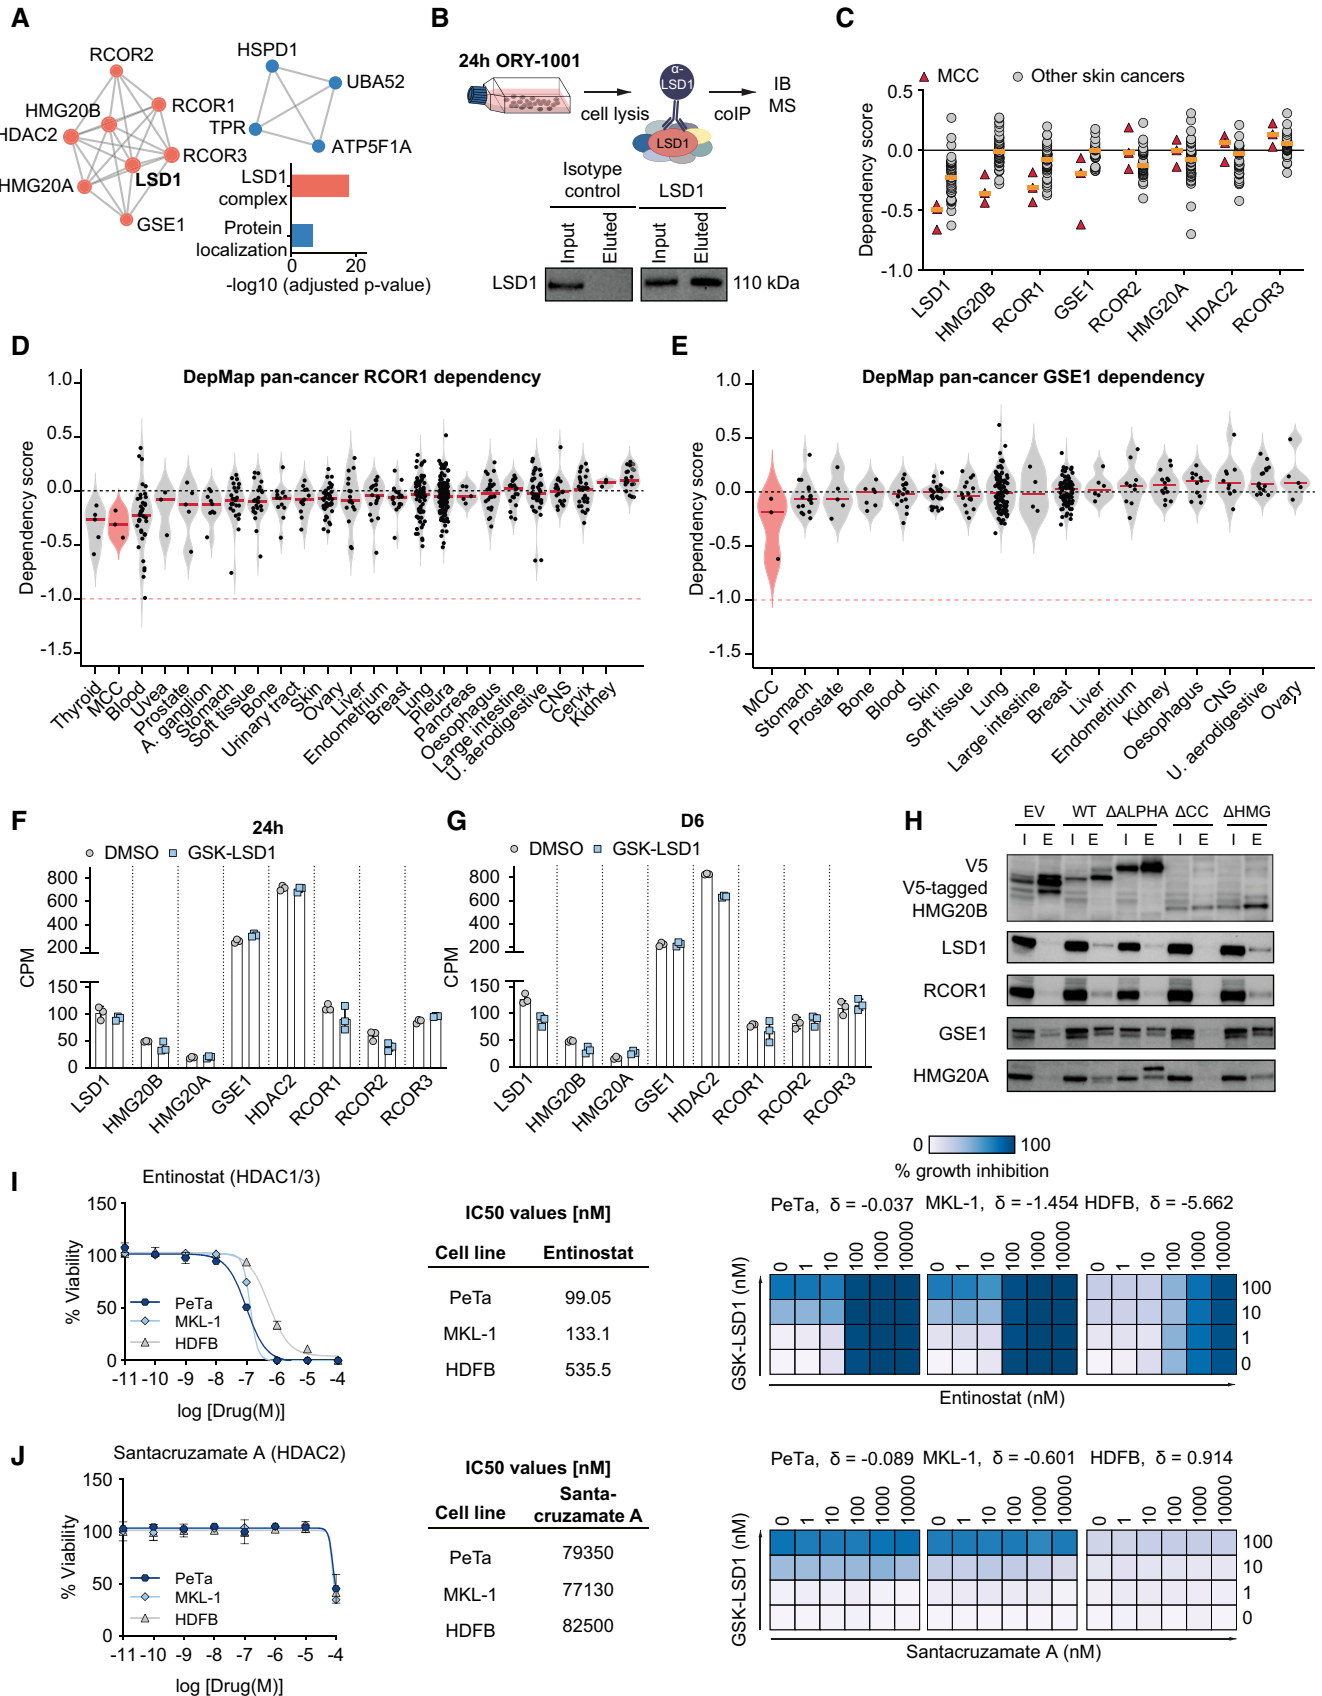 A
RCOR2
HMG20B
RCOR1
HDAC2
RCOR3
LSD1
HMG20A
GSE1
HSPD1
UBA52
TPR
ATP5F1A
LSD1
complex
Protein
localization
0 20
-log10 (adjusted p-value)
B
24h ORY-1001
cell lysis
α-
LSD1
LSD1
coIP
IB
MS
Isotype
control
LSD1
Input Eluted Input Eluted
LSD1
110 kDa
C
MCC Other skin cancers
Dependency score
0.5
0.0
-0.5
-1.0
LSD1 HMG20B RCOR1 GSE1 RCOR2 HMG20A HDAC2 RCOR3
D
DepMap pan-cancer RCOR1 dependency
Dependency score
1.0
0.5
0.0
-0.5
-1.0
-1.5
Thyroid MCC Blood Uvea Prostate A. ganglion Stomach Soft tissue Bone Urinary tract Skin Ovary Liver Endometrium Breast Lung Pleura Pancreas Oesophagus Large intestine U. aerodigestive CNS Cervix Kidney
E
DepMap pan-cancer GSE1 dependency
Dependency score
1.0
0.5
0.0
-0.5
-1.0
-1.5
MCC Stomach Prostate Bone Blood Skin Soft tissue Lung Large intestine Breast Liver Endometrium Kidney Oesophagus CNS U. aerodigestive Ovary
F
24h
DMSO GSK-LSD1
CPM
800
600
400
200
150
100
50
0
LSD1 HMG20B HMG20A GSE1 HDAC2 RCOR1 RCOR2 RCOR3
G
D6
DMSO GSK-LSD1
CPM
800
600
400
200
150
100
50
0
LSD1 HMG20B HMG20A GSE1 HDAC2 RCOR1 RCOR2 RCOR3
H
EV WT ΔALPHA ΔCC ΔHMG
I E I E I E I E I E
V5
V5-tagged
HMG20B
LSD1
RCOR1
GSE1
HMG20A
I
Entinostat (HDAC1/3)
% Viability
150
100
50
0
PeTa
MKL-1
HDFB
-11 -10 -9 -8 -7 -6 -5 -4
log [Drug(M)]
IC50 values [nM]
Cell line Entinostat
PeTa 99.05
MKL-1 133.1
HDFB 535.5
0 100
% growth inhibition
PeTa, δ = -0.037 MKL-1, δ = -1.454 HDFB, δ = -5.662
0 1 10 100 1000 10000 0 1 10 100 1000 10000 0 1 10 100 1000 10000
GSK-LSD1 (nM)
100
10
1
0
Entinostat (nM)
J
Santacruzamate A (HDAC2)
% Viability
150
100
50
0
PeTa
MKL-1
HDFB
-11 -10 -9 -8 -7 -6 -5 -4
log [Drug(M)]
IC50 values [nM]
Cell line Santa-
cruzamate A
PeTa 79350
MKL-1 77130
HDFB 82500
PeTa, δ = -0.089 MKL-1, δ = -0.601 HDFB, δ = 0.914
0 1 10 100 1000 10000 0 1 10 100 1000 10000 0 1 10 100 1000 10000
GSK-LSD1 (nM)
100
10
1
0
Santacruzamate A (nM)